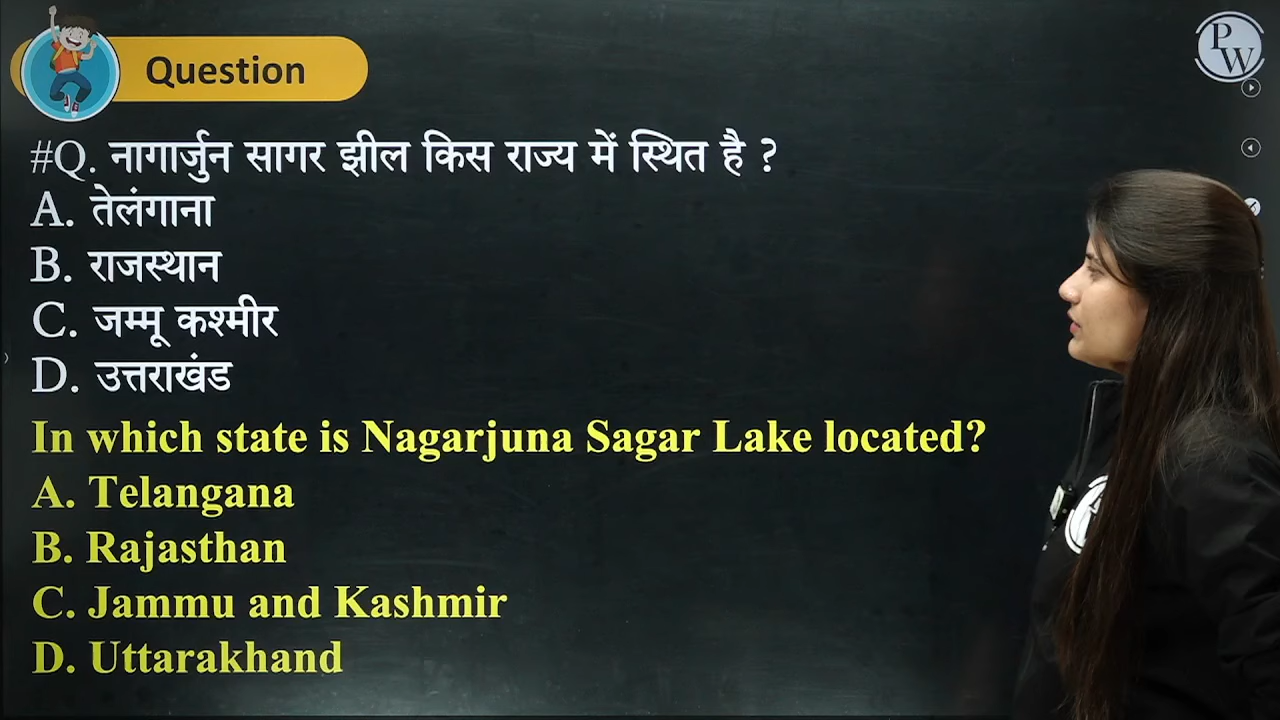 Question
PW
#Q. नागार्जुन सागर झील किस राज्य में स्थित है ?
A. तेलंगाना
B. राजस्थान
C. जम्मू कश्मीर
D. उत्तराखंड
In which state is Nagarjuna Sagar Lake located?
A. Telangana
B. Rajasthan
C. Jammu and Kashmir
D. Uttarakhand